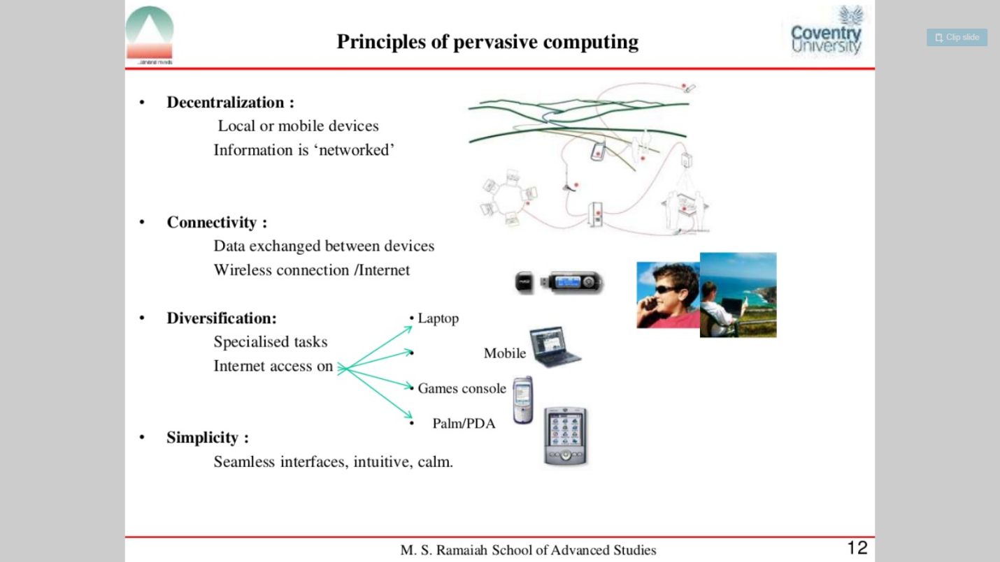 Principles of pervasive computing
Coventry
University
Clip slide
• Decentralization :
Local or mobile devices
Information is ‘networked’
• Connectivity :
Data exchanged between devices
Wireless connection /Internet
• Diversification:
Specialised tasks
Internet access on
• Laptop
• Mobile
• Games console
• Palm/PDA
• Simplicity :
Seamless interfaces, intuitive, calm.
M. S. Ramaiah School of Advanced Studies
12